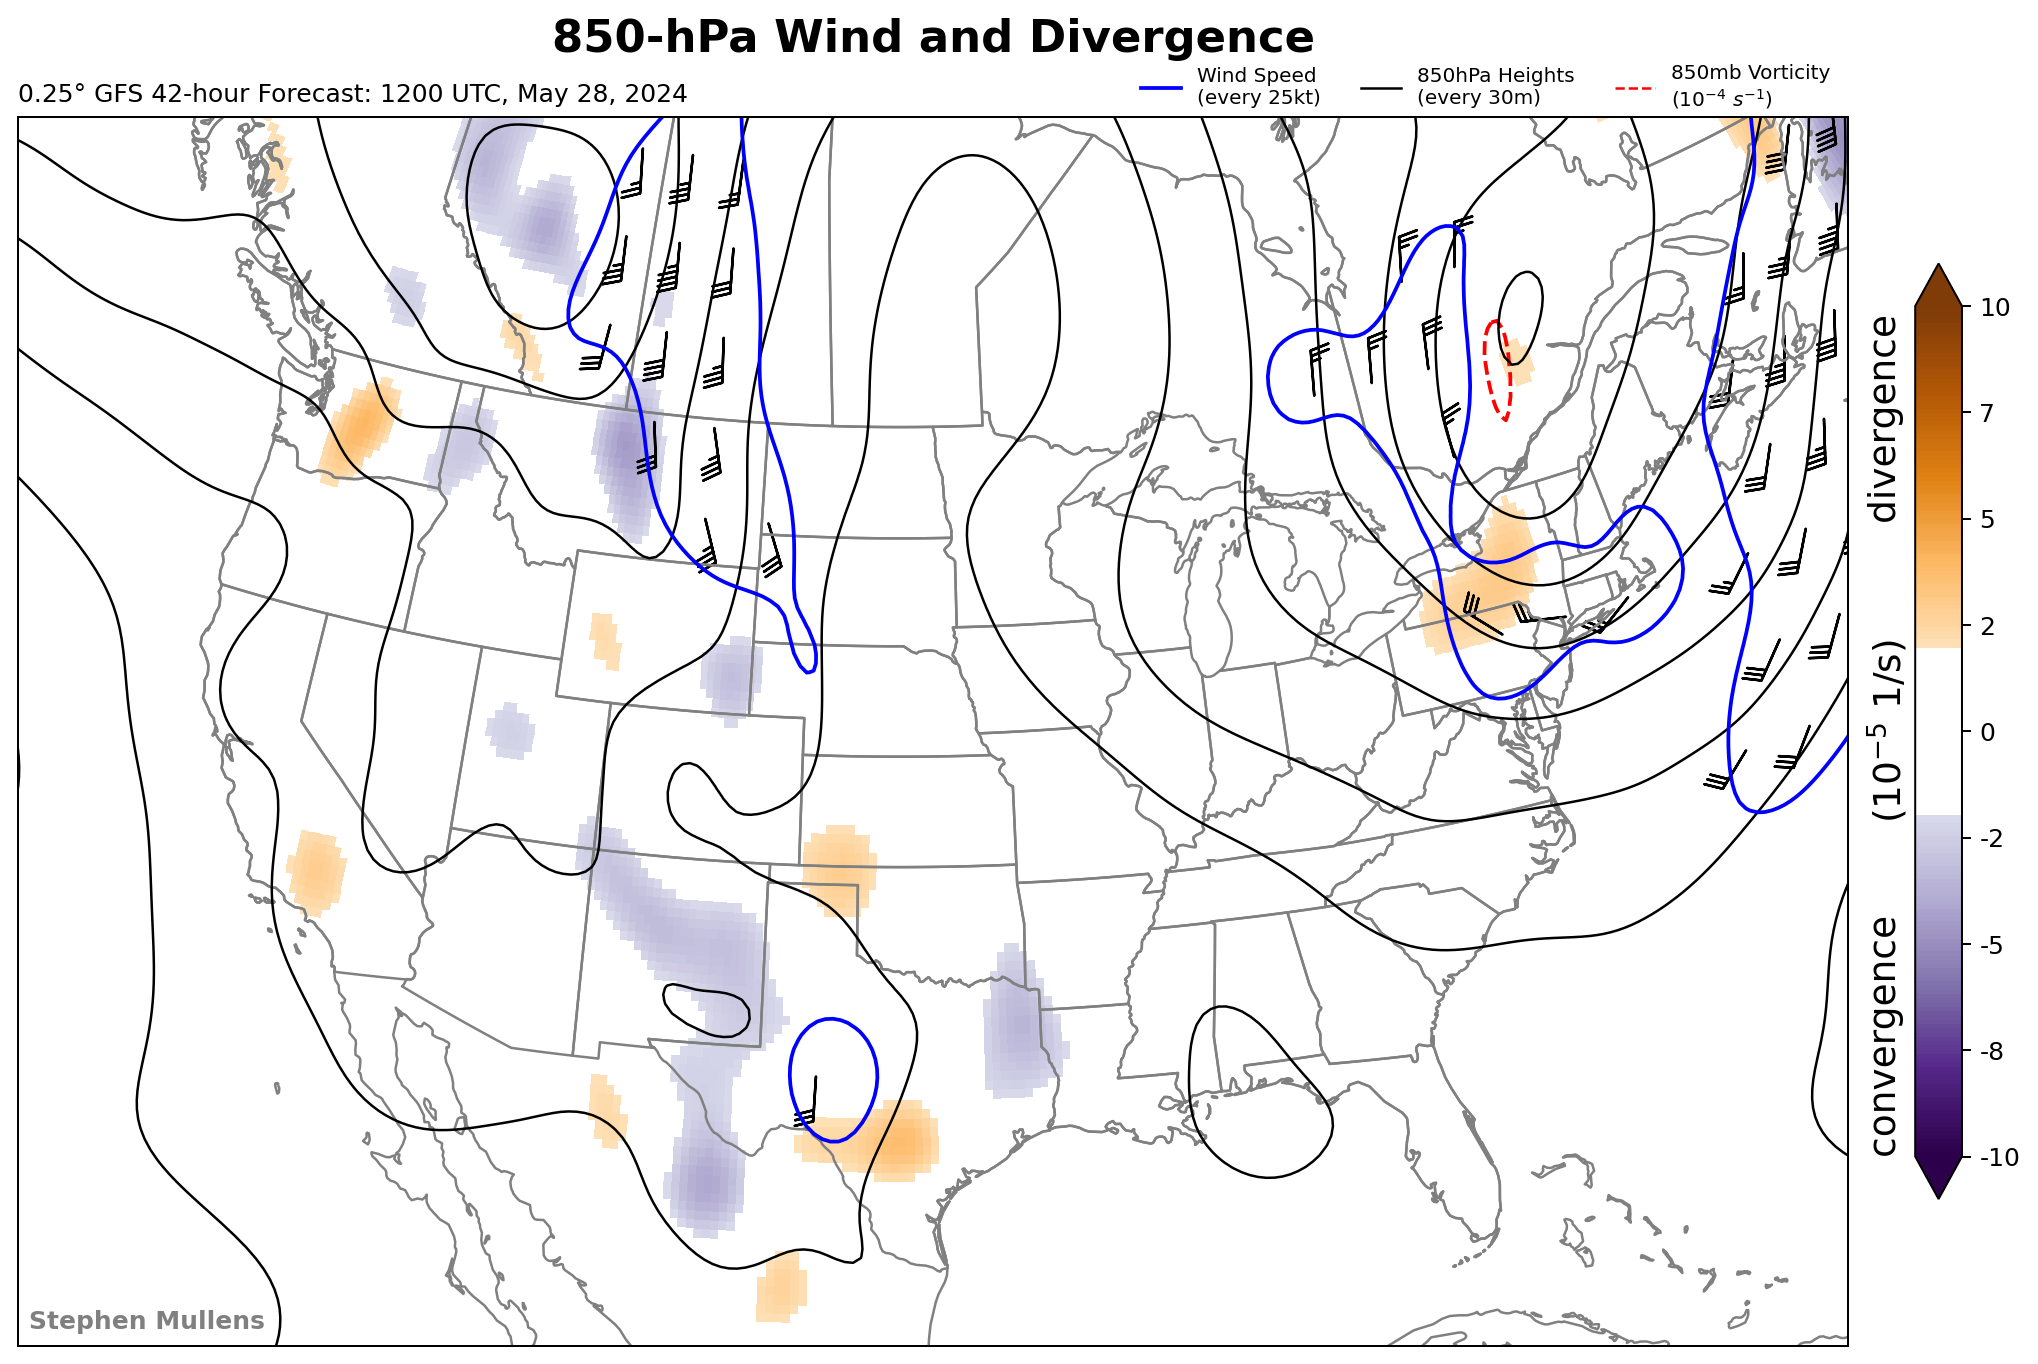 850-hPa Wind and Divergence
0.25° GFS 42-hour Forecast: 1200 UTC, May 28, 2024
Wind Speed
(every 25kt)
850hPa Heights
(every 30m)
850mb Vorticity
(10⁻⁴ s⁻¹)
10
7
5
2
0
-2
-5
-8
-10
convergence (10⁻⁵ 1/s) divergence
Stephen Mullens